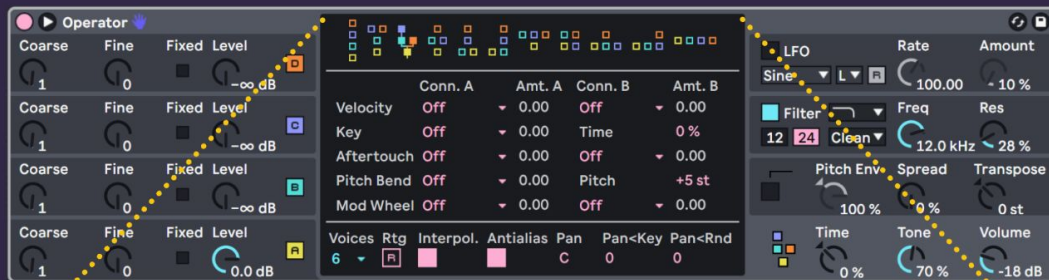 Operator
Coarse Fine Fixed Level D
1 0 -∞ dB
Coarse Fine Fixed Level C
1 0 -∞ dB
Coarse Fine Fixed Level B
1 0 -∞ dB
Coarse Fine Fixed Level A
1 0 0.0 dB
Conn. A Amt. A Conn. B Amt. B
Velocity Off 0.00 Off 0.00
Key Off 0.00 Time 0 %
Aftertouch Off 0.00 Off 0.00
Pitch Bend Off 0.00 Pitch +5 st
Mod Wheel Off 0.00 Off 0.00
Voices Rtg Interpol. Antialias Pan Pan<Key Pan<Rnd
6 R C 0 0
LFO Rate Amount
Sine L R 100.00 10 %
Filter Freq Res
12 24 Clean 12.0 kHz 28 %
Pitch Env Spread Transpose
100 % 0 % 0 st
Time Tone Volume
0 % 70 % -18 dB